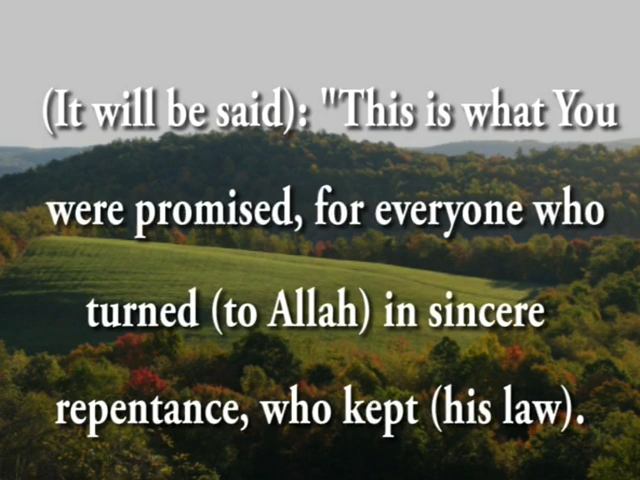 (It will be said): "This is what You
were promised, for everyone who
turned (to Allah) in sincere
repentance, who kept (his law).